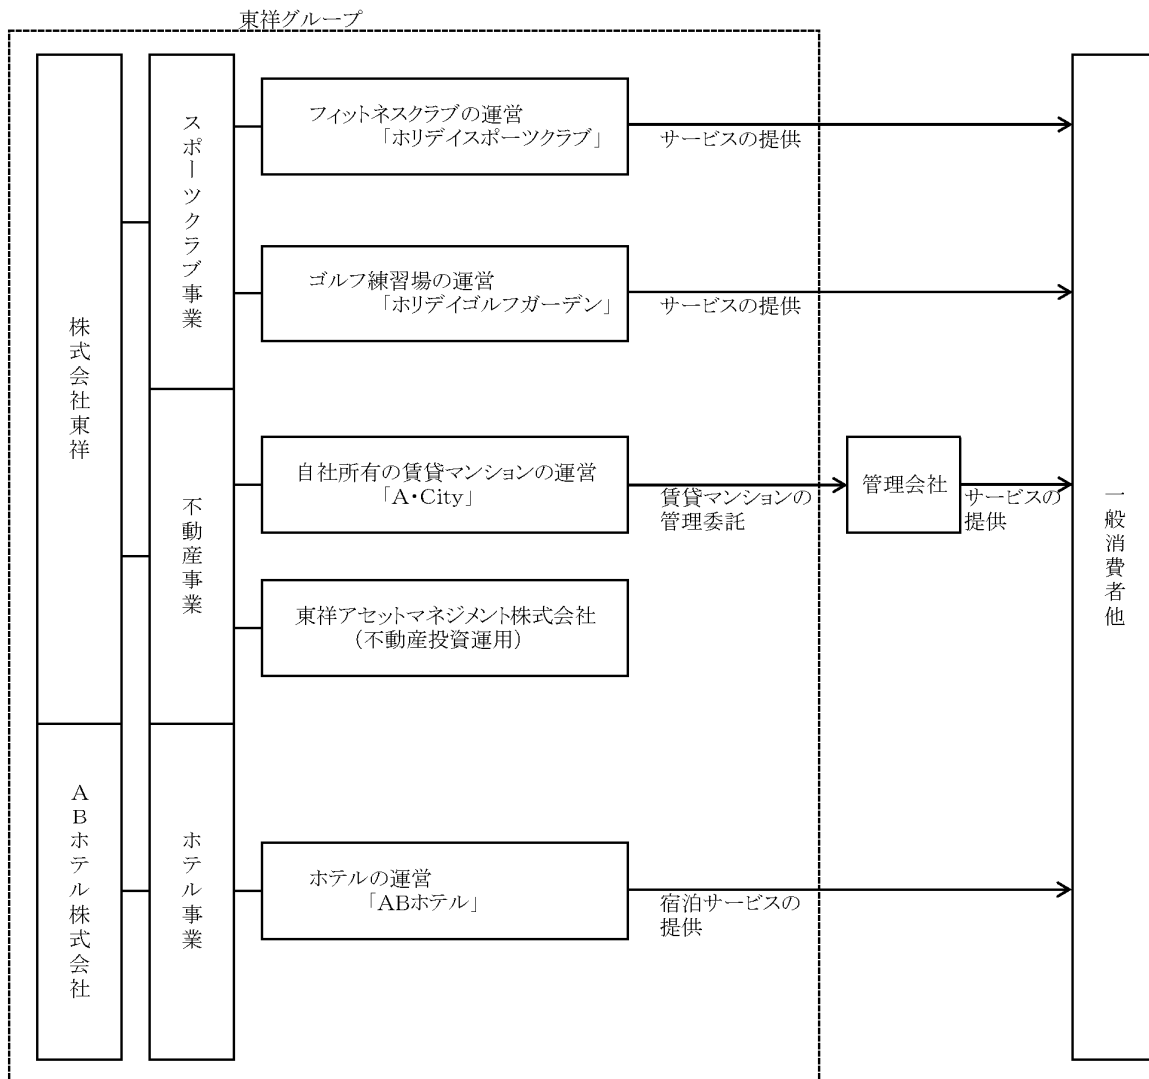 東祥グループ
株式会社東祥
スポーツクラブ事業
フィットネスクラブの運営
「ホリデイスポーツクラブ」
サービスの提供
ゴルフ練習場の運営
「ホリデイゴルフガーデン」
サービスの提供
不動産事業
自社所有の賃貸マンションの運営
「A・City」
賃貸マンションの
管理委託
管理会社
サービスの
提供
東祥アセットマネジメント株式会社
（不動産投資運用）
ABホテル株式会社
ホテル事業
ホテルの運営
「ABホテル」
宿泊サービスの
提供
一般消費者他